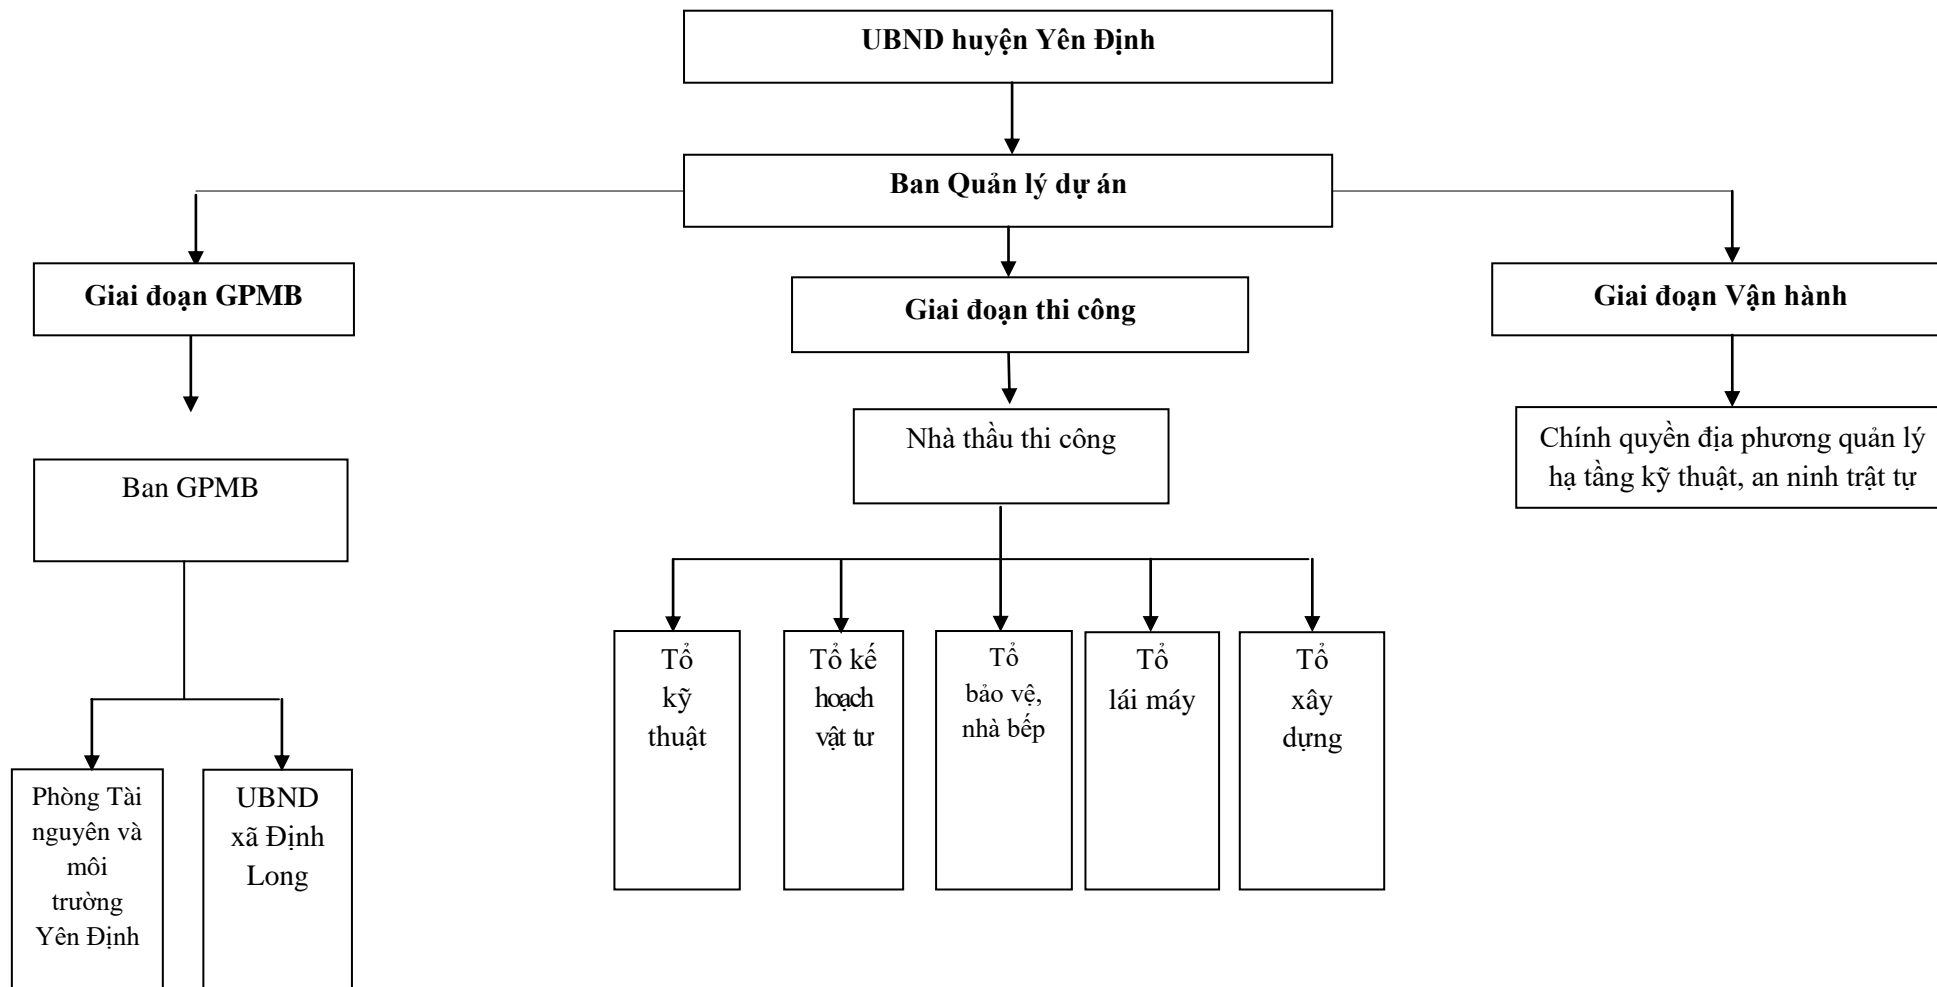 UBND huyện Yên Định
Ban Quản lý dự án
Giai đoạn GPMB
Giai đoạn thi công
Giai đoạn Vận hành
Ban GPMB
Nhà thầu thi công
Chính quyền địa phương quản lý
hạ tầng kỹ thuật, an ninh trật tự
Tổ
kỹ
thuật
Tổ kế
hoạch
vật tư
Tổ
bảo vệ,
nhà bếp
Tổ
lái máy
Tổ
xây
dựng
Phòng Tài
nguyên và
môi
trường
Yên Định
UBND
xã Định
Long